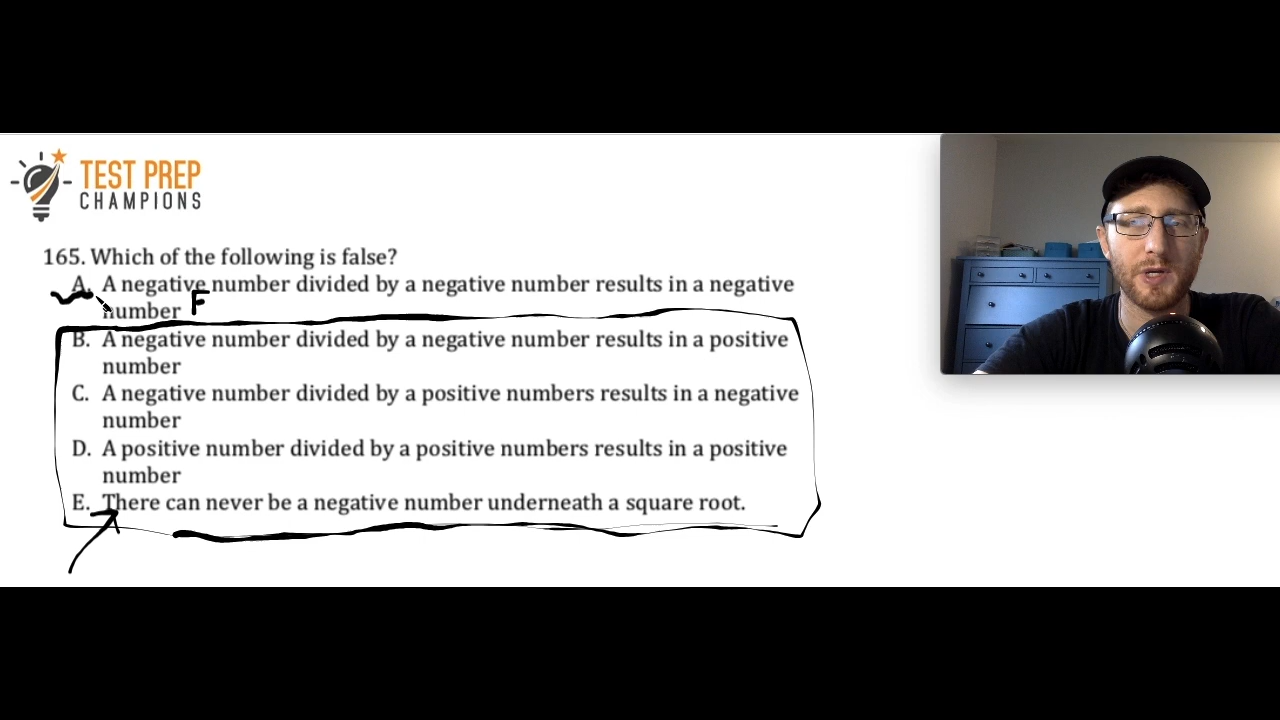 TEST PREP
CHAMPIONS
165. Which of the following is false?
A. A negative number divided by a negative number results in a negative
number F
B. A negative number divided by a negative number results in a positive
number
C. A negative number divided by a positive numbers results in a negative
number
D. A positive number divided by a positive numbers results in a positive
number
E. There can never be a negative number underneath a square root.